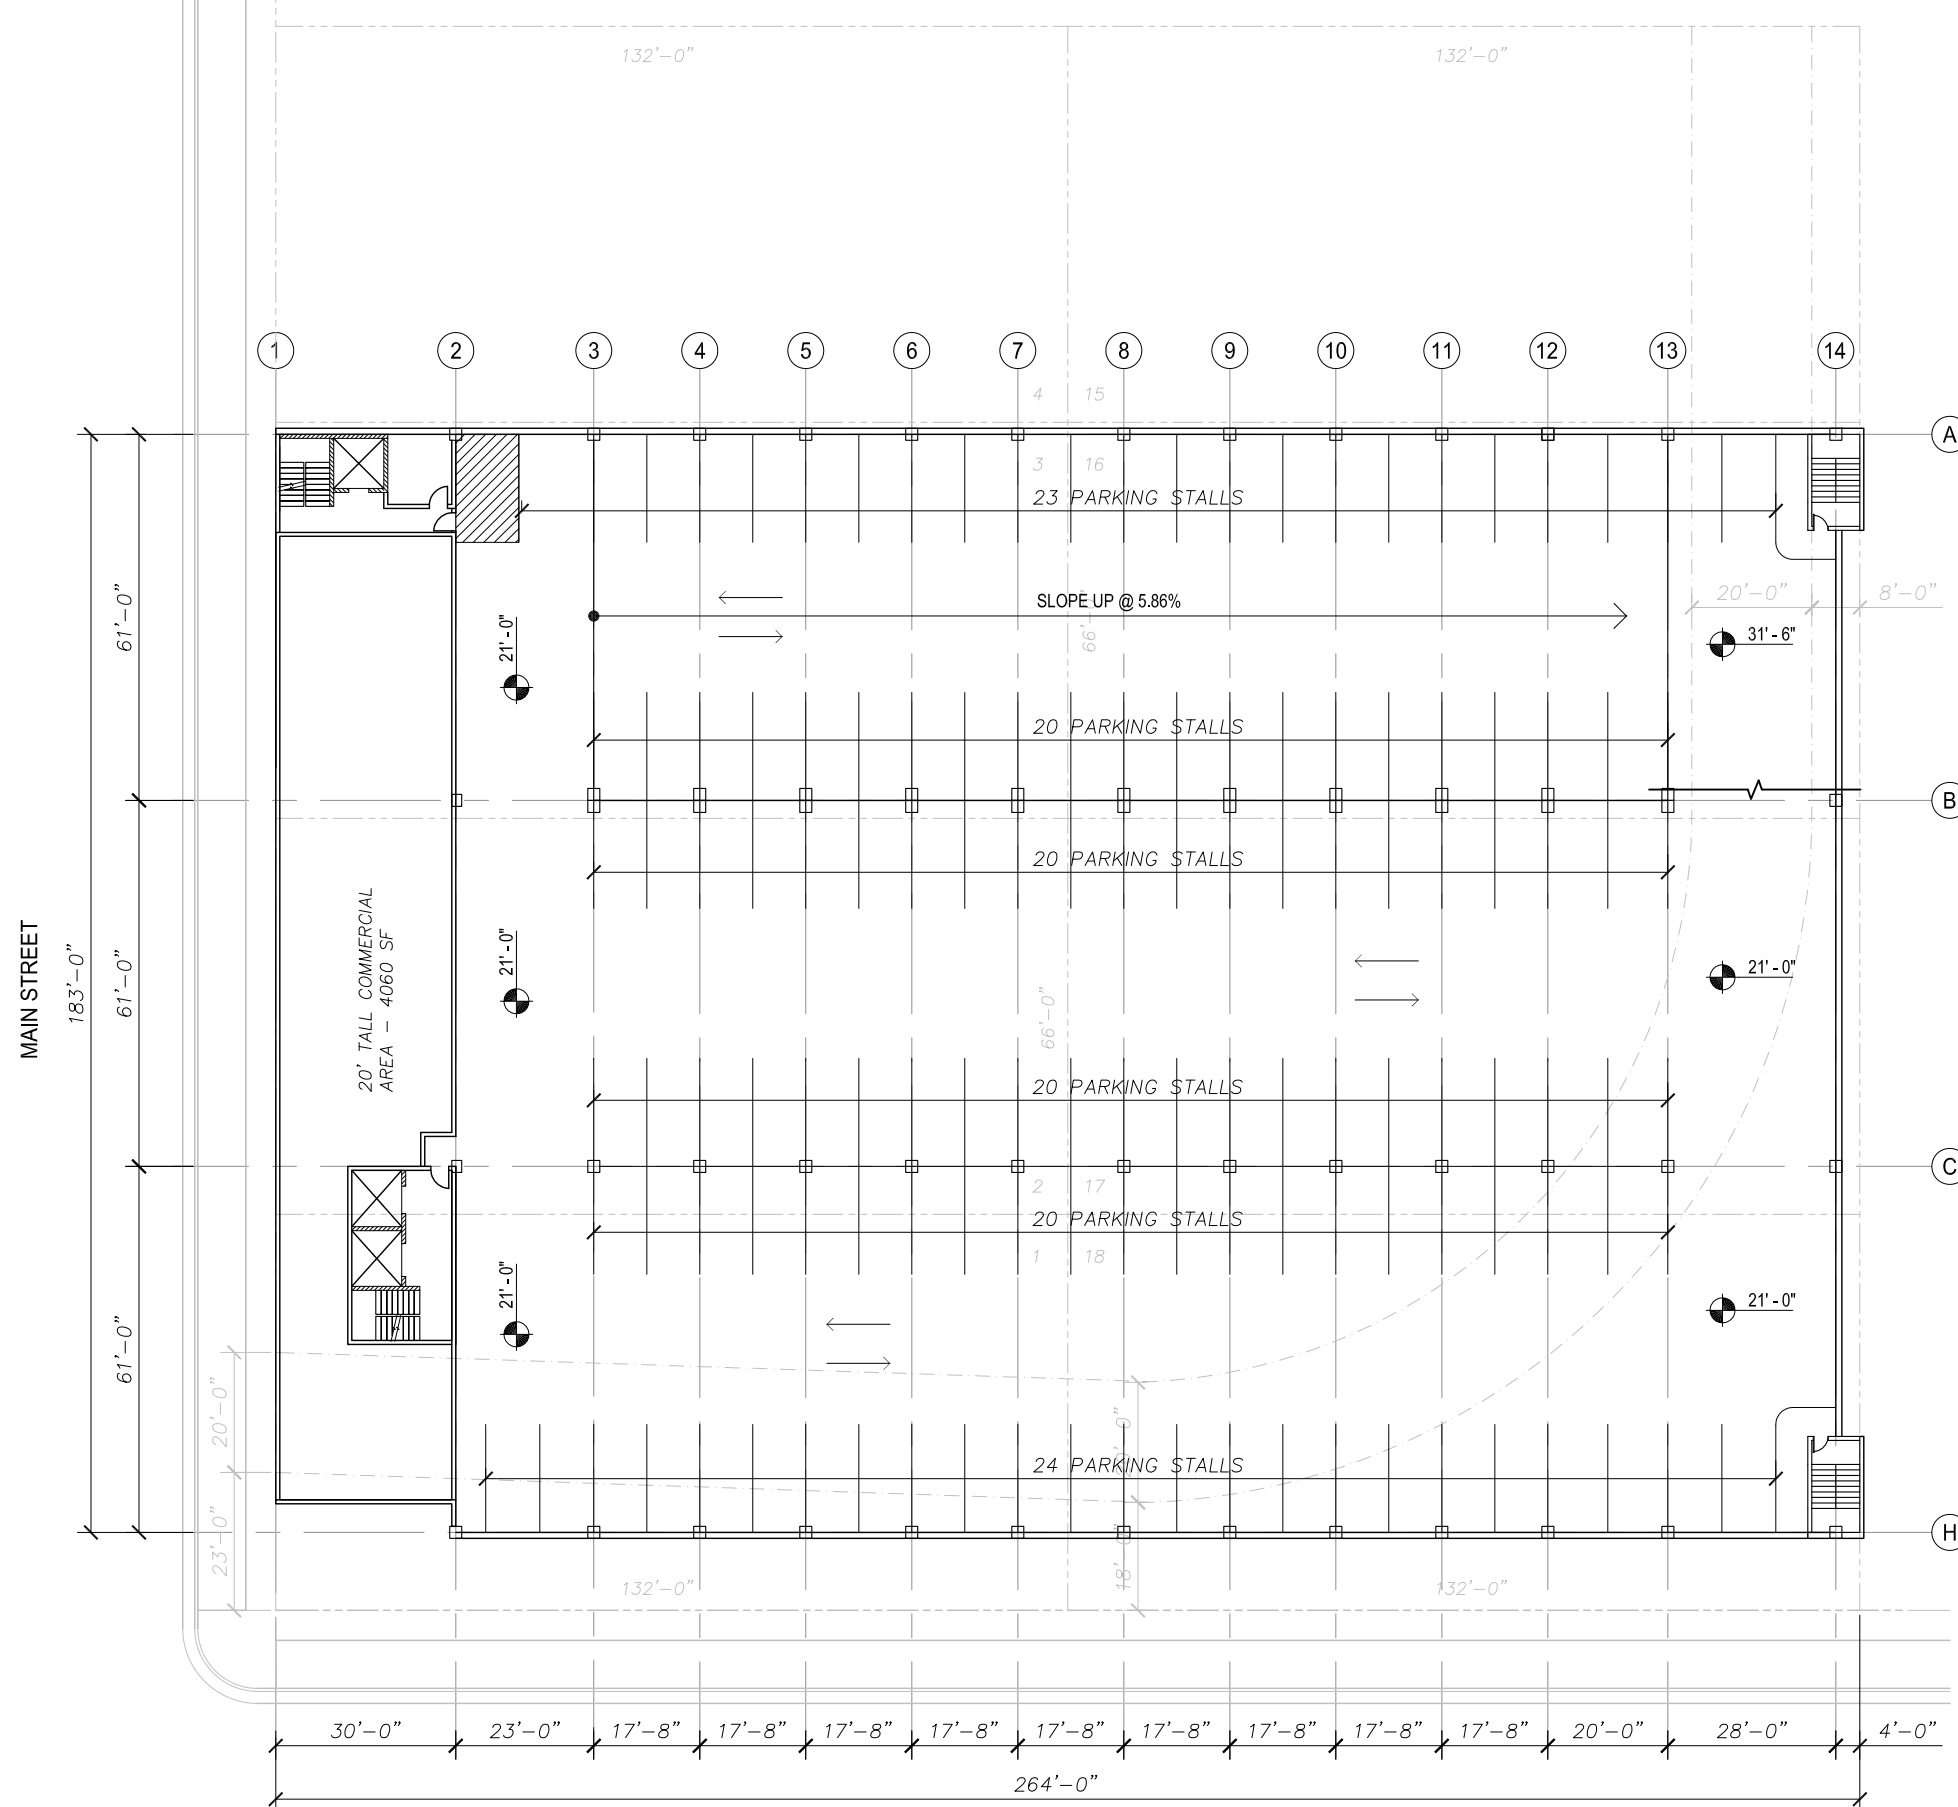 132'-0" 132'-0"
1 2 3 4 5 6 7 8 9 10 11 12 13 14
4 15
A
3 16
23 PARKING STALLS
61'-0"
20'-0" 8'-0"
SLOPE UP @ 5.86%
66'-0"
21'-0"
31'-6"
20 PARKING STALLS
B
20 PARKING STALLS
MAIN STREET
183'-0"
61'-0"
20' TALL COMMERCIAL
AREA - 4060 SF
21'-0"
21'-0"
66'-0"
20 PARKING STALLS
C
2 17
20 PARKING STALLS
1 18
61'-0"
21'-0"
21'-0"
20'-0"
20'-0"
24 PARKING STALLS
H
23'-0"
18'-0"
132'-0" 132'-0"
30'-0" 23'-0" 17'-8" 17'-8" 17'-8" 17'-8" 17'-8" 17'-8" 17'-8" 17'-8" 17'-8" 20'-0" 28'-0" 4'-0"
264'-0"